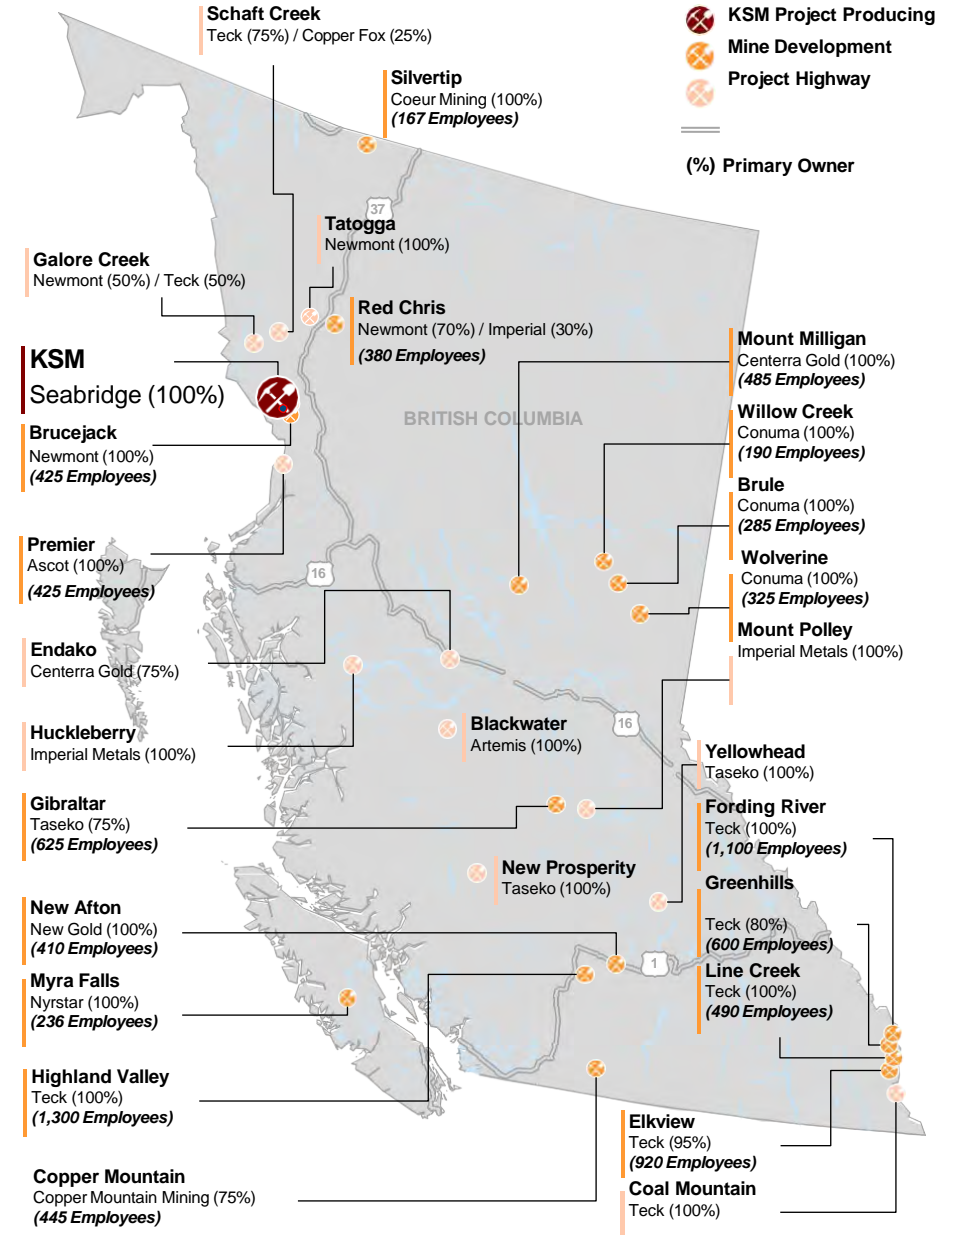 Schaft Creek
Teck (75%) / Copper Fox (25%)
KSM Project Producing
Mine Development
Project Highway
(%) Primary Owner
Silvertip
Coeur Mining (100%)
(167 Employees)
37
Tatogga
Newmont (100%)
Galore Creek
Newmont (50%) / Teck (50%)
Red Chris
Newmont (70%) / Imperial (30%)
(380 Employees)
KSM
Seabridge (100%)
BRITISH COLUMBIA
Mount Milligan
Centerra Gold (100%)
(485 Employees)
Willow Creek
Conuma (100%)
(190 Employees)
Brucejack
Newmont (100%)
(425 Employees)
Brule
Conuma (100%)
(285 Employees)
Premier
Ascot (100%)
(425 Employees)
16
Wolverine
Conuma (100%)
(325 Employees)
Mount Polley
Imperial Metals (100%)
Endako
Centerra Gold (75%)
Huckleberry
Imperial Metals (100%)
Blackwater
Artemis (100%)
16
Yellowhead
Taseko (100%)
Gibraltar
Taseko (75%)
(625 Employees)
Fording River
Teck (100%)
(1,100 Employees)
New Prosperity
Taseko (100%)
Greenhills
Teck (80%)
(600 Employees)
New Afton
New Gold (100%)
(410 Employees)
1
Line Creek
Teck (100%)
(490 Employees)
Myra Falls
Nyrstar (100%)
(236 Employees)
Highland Valley
Teck (100%)
(1,300 Employees)
Elkview
Teck (95%)
(920 Employees)
Copper Mountain
Copper Mountain Mining (75%)
(445 Employees)
Coal Mountain
Teck (100%)